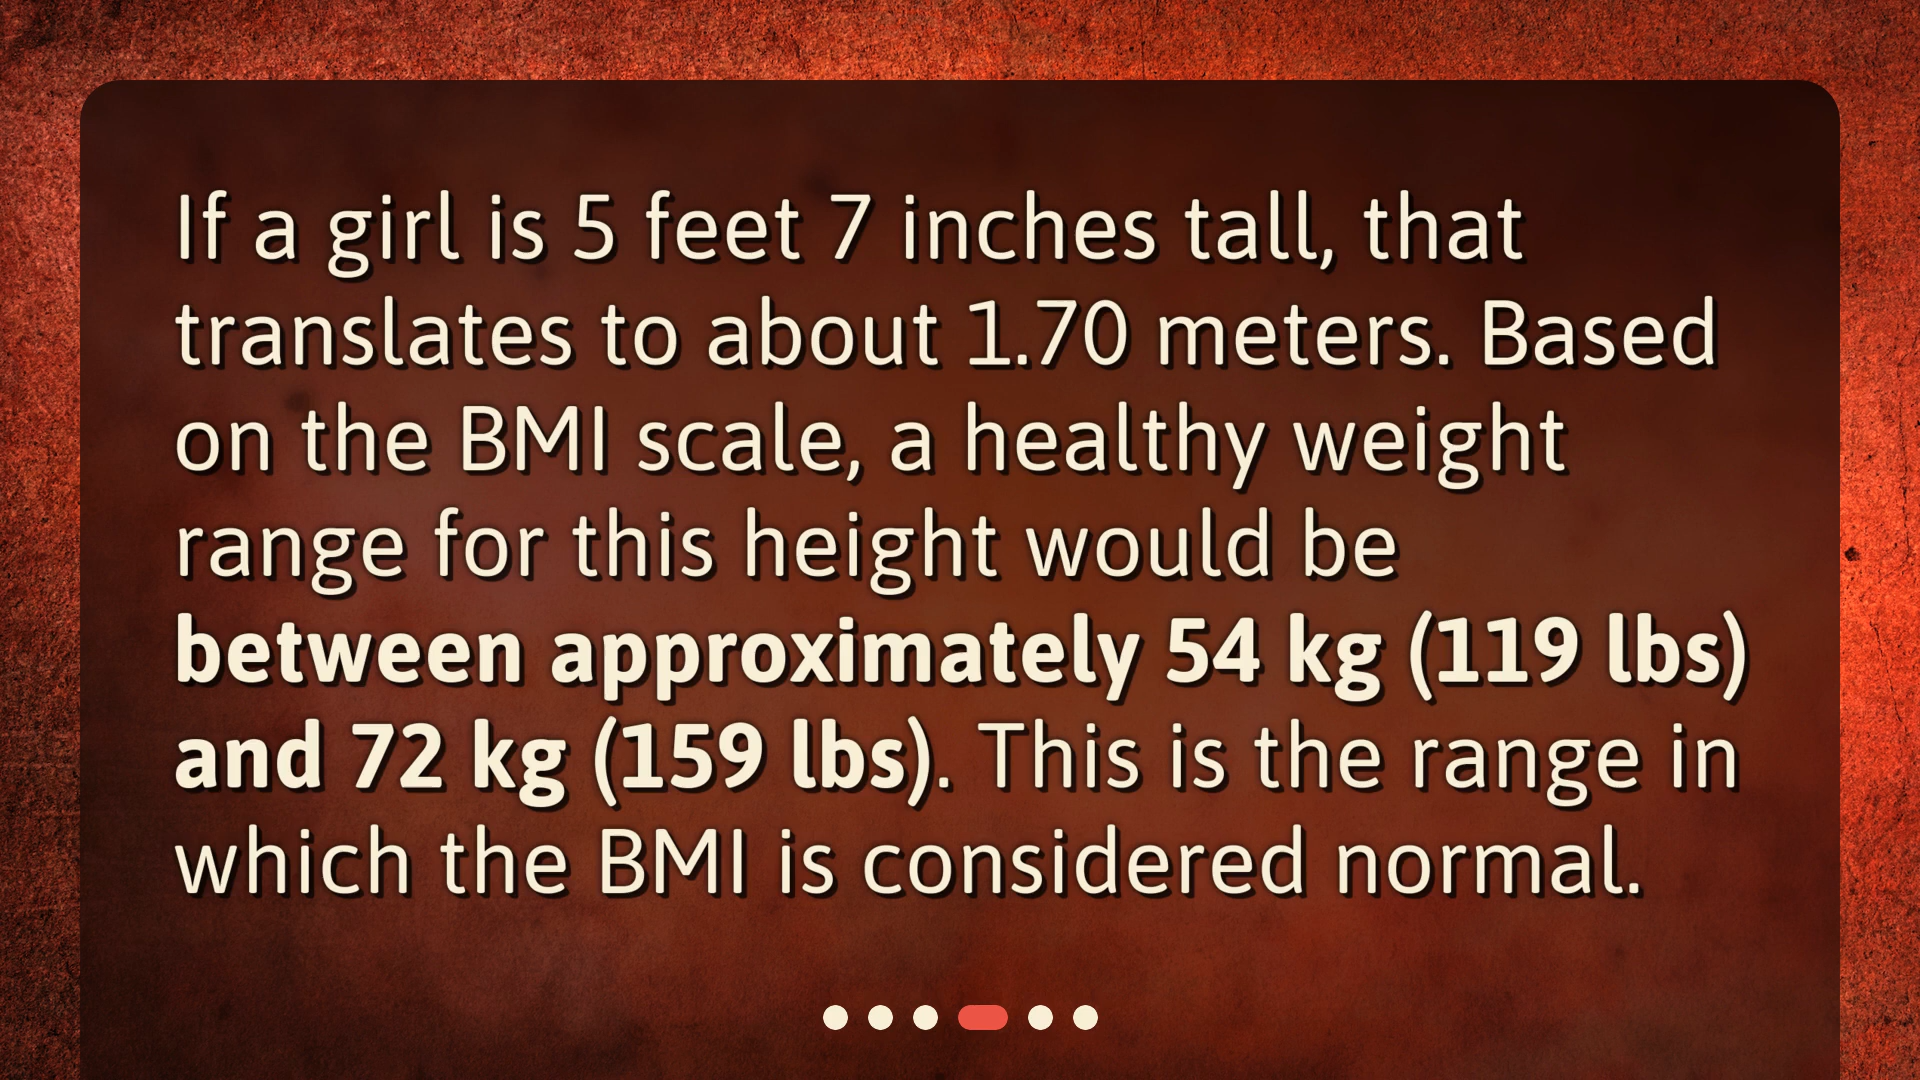 If a girl is 5 feet 7 inches tall, that
translates to about 1.70 meters. Based
on the BMI scale, a healthy weight
range for this height would be
between approximately 54 kg (119 lbs)
and 72 kg (159 lbs). This is the range in
which the BMI is considered normal.